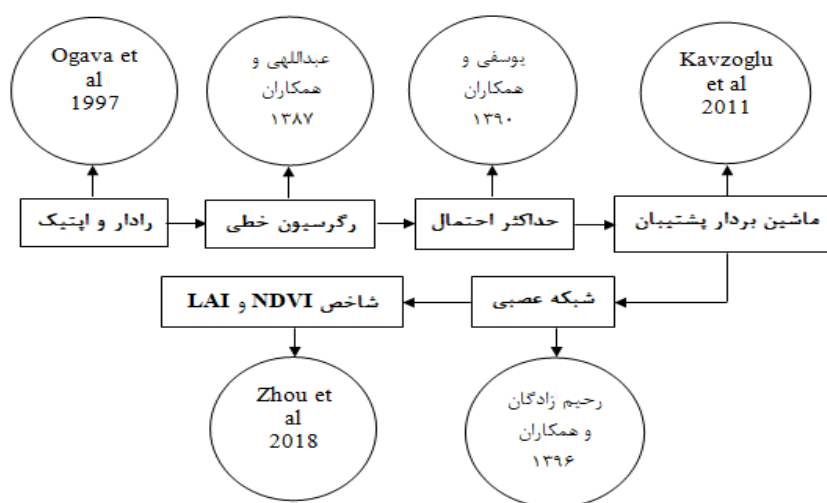 Ogava et
al
1997
عبداللهی و
همکاران
۱۳۸۷
یوسفی و
همکاران
۱۳۹۰
Kavzoglu
et al
2011
رادار و اپتیک
رگرسیون خطی
حداکثر احتمال
ماشین بردار پشتیبان
شبکه عصبی
شاخص NDVI و LAI
Zhou et
al
2018
رحیم زادگان
و همکاران
۱۳۹۶